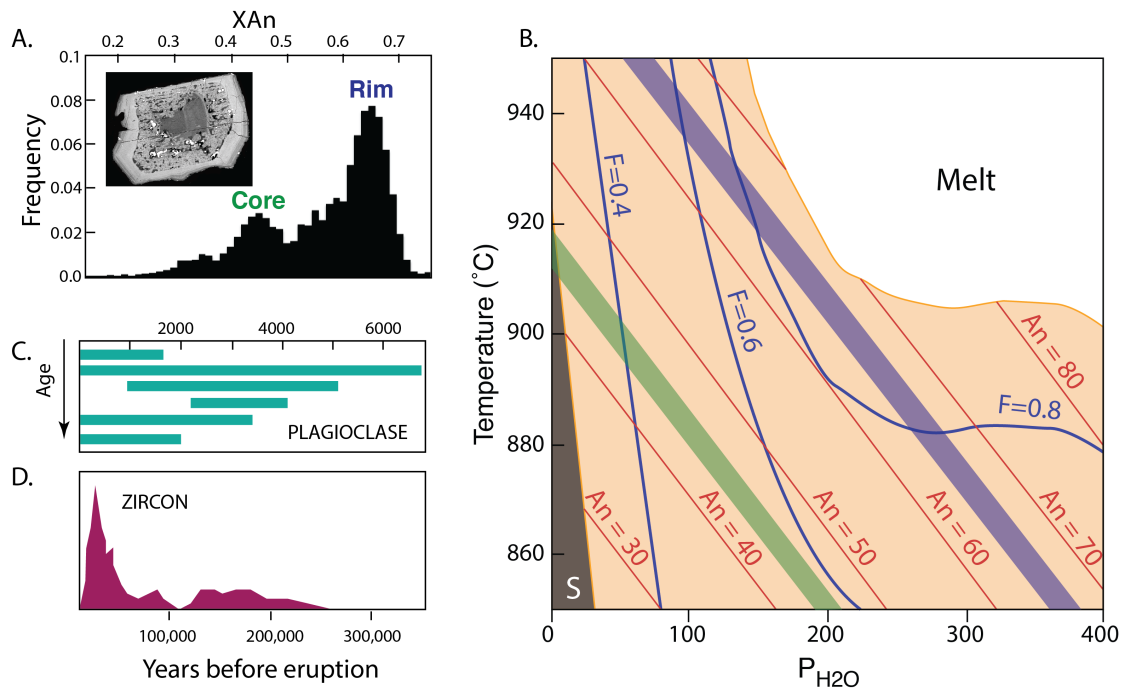 A.
XAn
0.2 0.3 0.4 0.5 0.6 0.7
0.1
0.08
0.06
0.04
0.02
0.0
Frequency
Rim
Core
B.
940
920
900
880
860
Temperature (˚C)
Melt
F=0.4
F=0.6
F=0.8
An = 80
An = 30
An = 40
An = 50
An = 60
An = 70
S
0 100 200 300 400
PH2O
C.
2000 4000 6000
Age
PLAGIOCLASE
D.
ZIRCON
100,000 200,000 300,000
Years before eruption